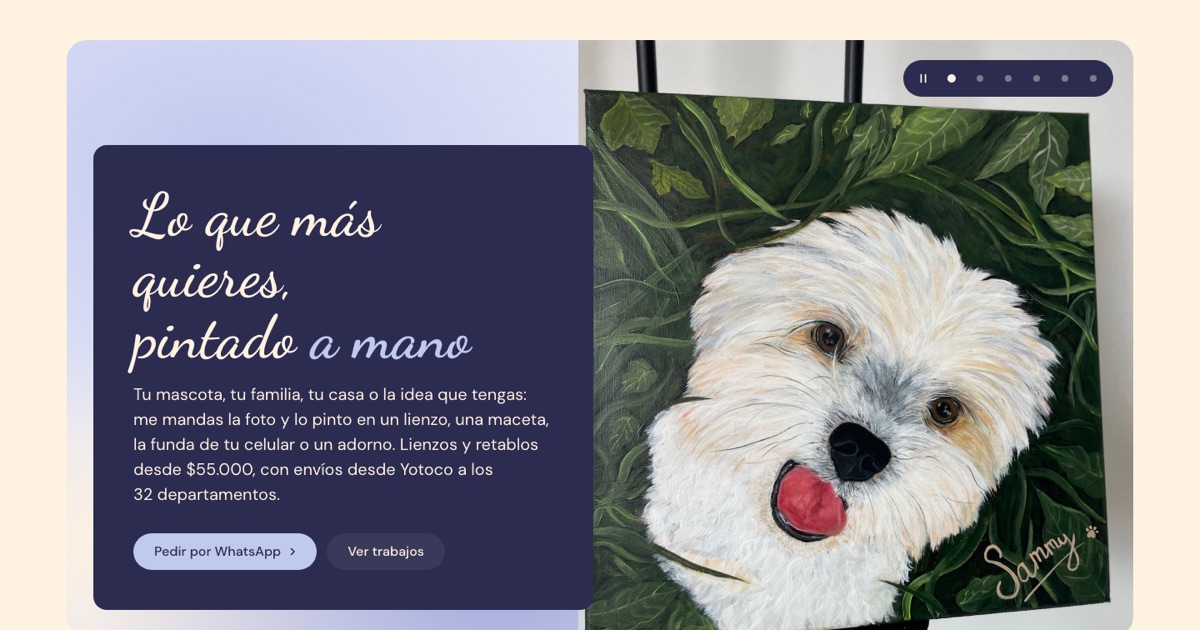 Lo que más
quieres,
pintado a mano
Tu mascota, tu familia, tu casa o la idea que tengas:
me mandas la foto y lo pinto en un lienzo, una maceta,
la funda de tu celular o un adorno. Lienzos y retablos
desde $55.000, con envíos desde Yotoco a los
32 departamentos.
Pedir por WhatsApp
Ver trabajos
Sammy